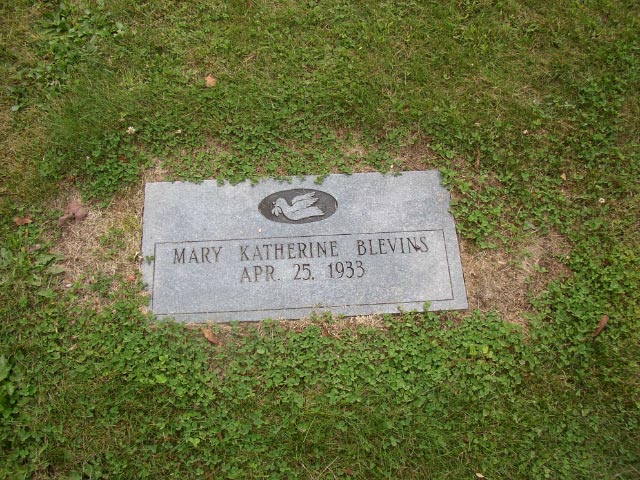 MARY KATHERINE BLEVINS
APR. 25. 1933